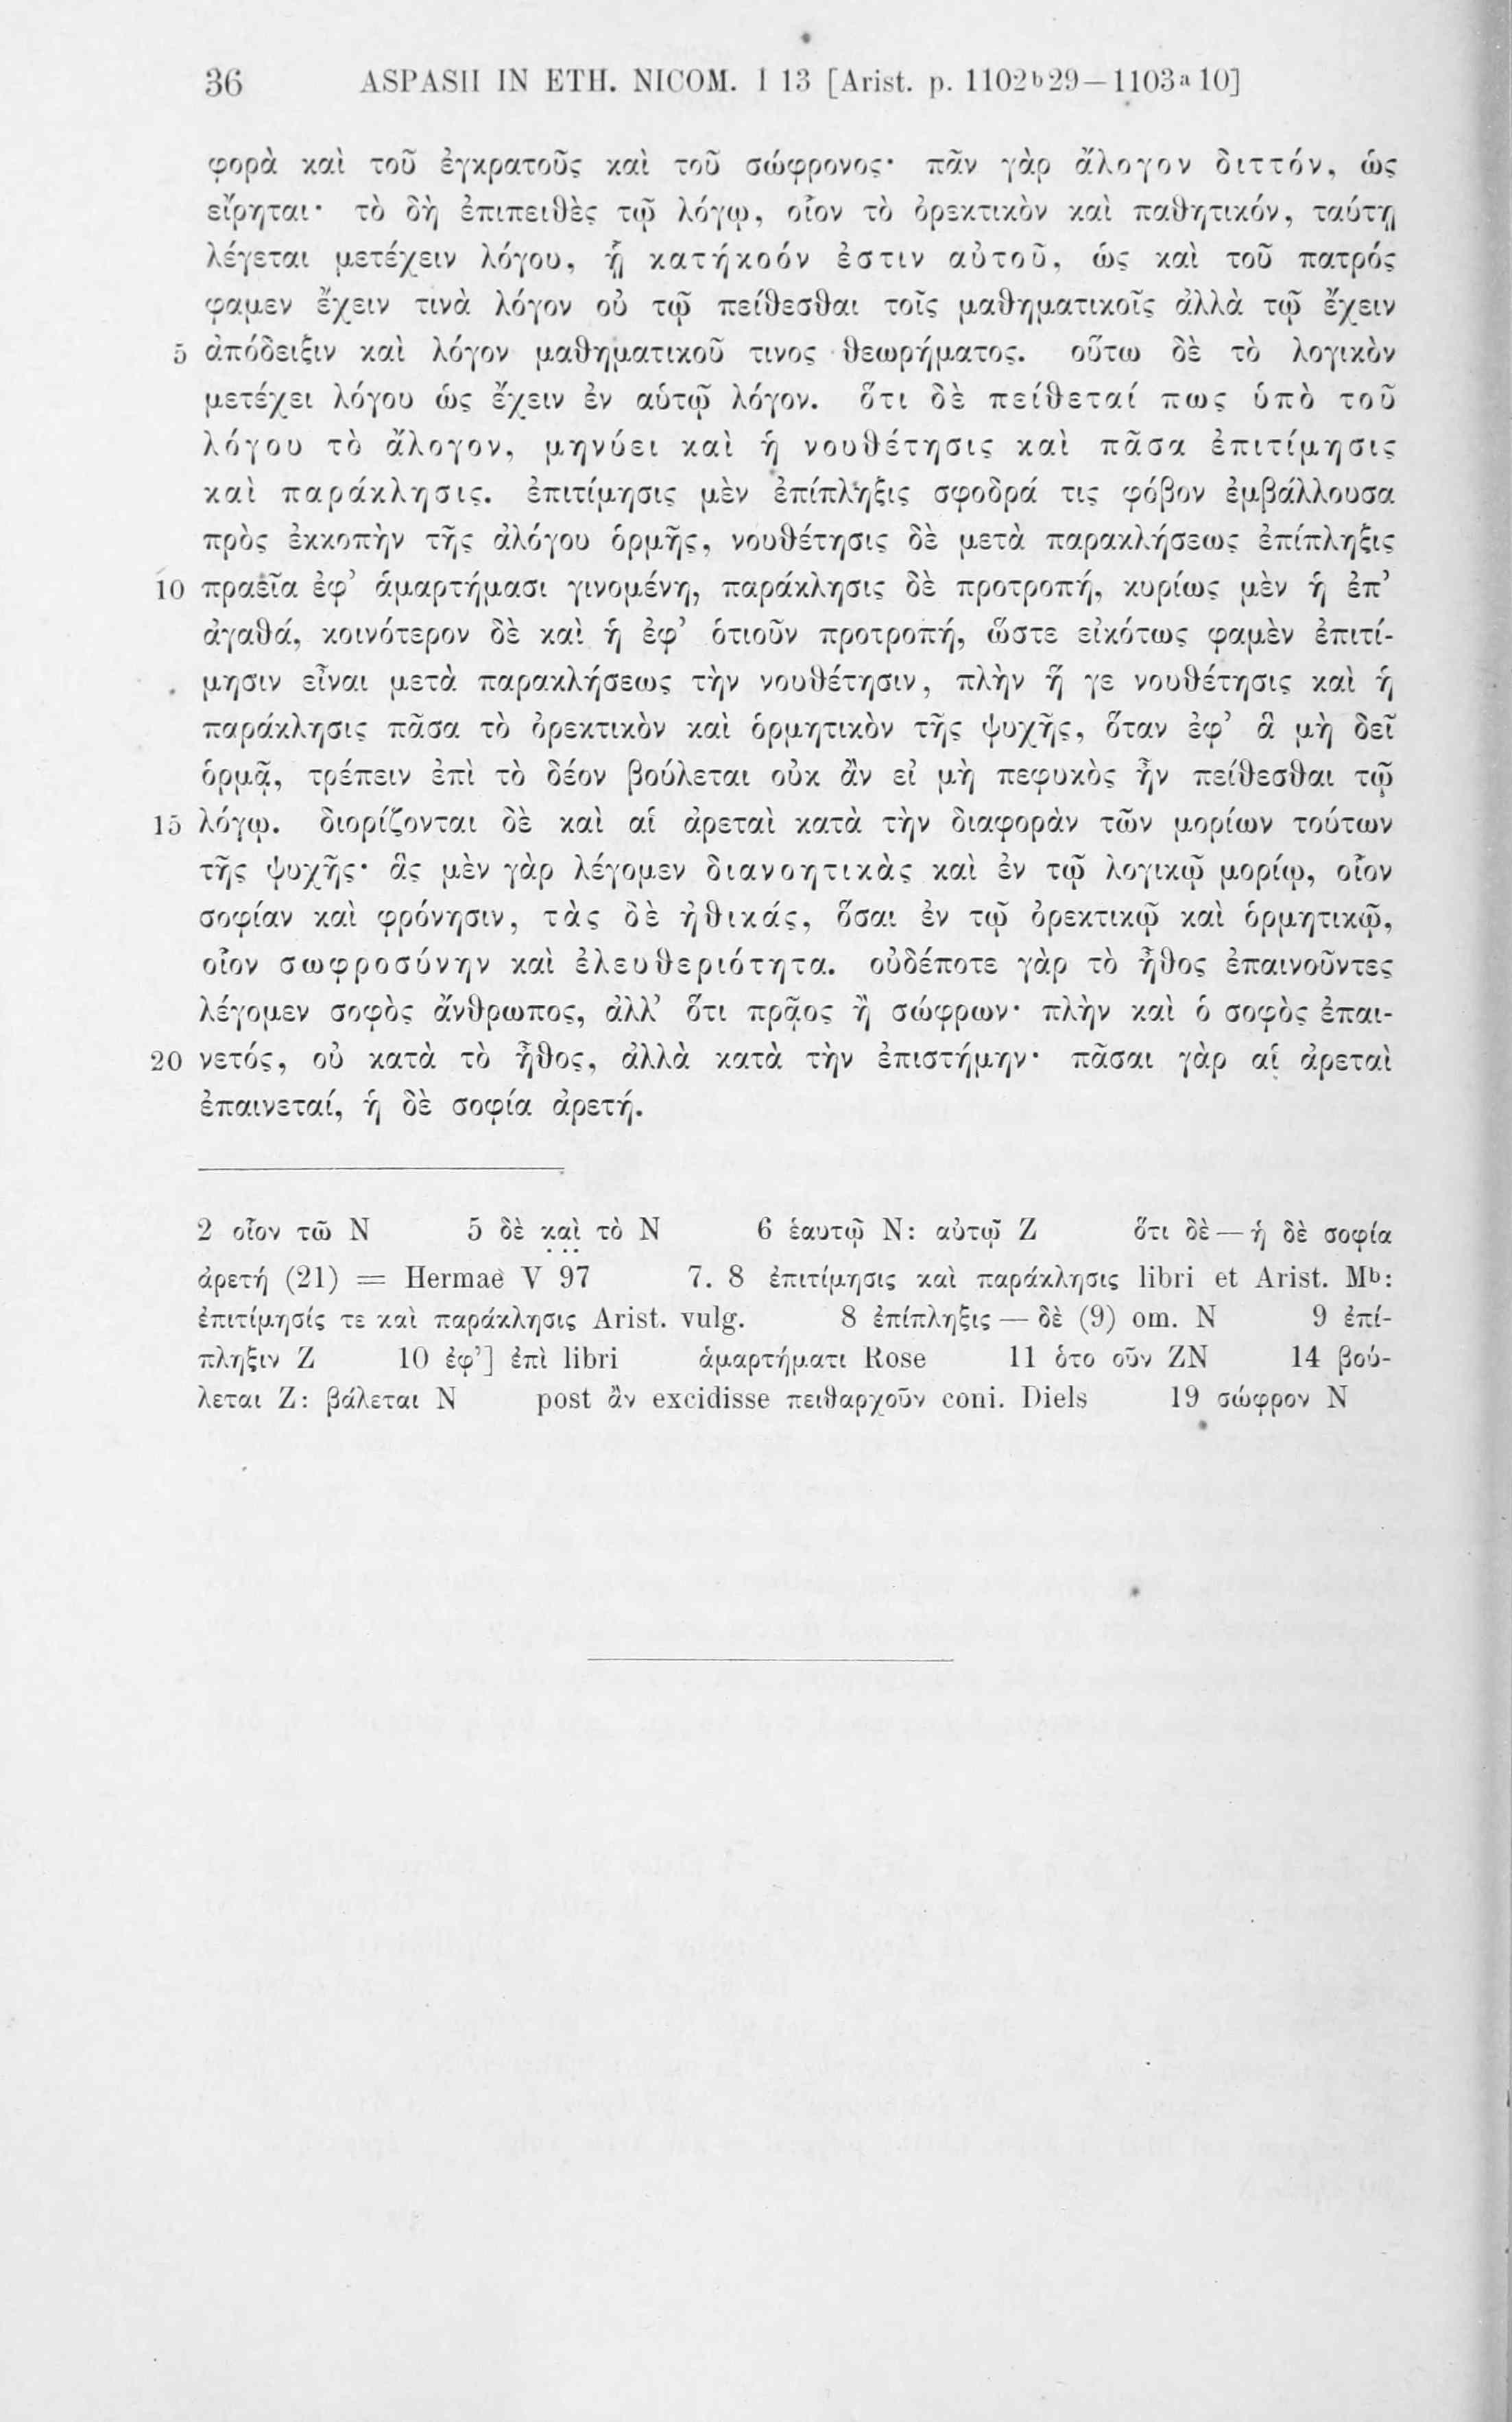 36 ASPASII IN ETH. NICOM. I 13 [Arist. p. 1102b29—1103a10]
φορὰ καὶ τοῦ ἐγκρατοῦς καὶ τοῦ σώφρονος· πᾶν γὰρ ἄλογον διττόν, ὡς
εἴρηται· τὸ δὴ ἐπιπειθὲς τῷ λόγῳ, οἷον τὸ ὀρεκτικὸν καὶ παθητικόν, ταύτῃ
λέγεται μετέχειν λόγου, ᾗ κατήκοόν ἐστιν αὐτοῦ, ὡς καὶ τοῦ πατρός
φαμεν ἔχειν τινὰ λόγον οὐ τῷ πείθεσθαι τοῖς μαθηματικοῖς ἀλλὰ τῷ ἔχειν
5 ἀπόδειξιν καὶ λόγον μαθηματικοῦ τινος θεωρήματος. οὕτω δὲ τὸ λογικὸν
μετέχει λόγου ὡς ἔχειν ἐν αὑτῷ λόγον. ὅτι δὲ πείθεταί πως ὑπὸ τοῦ
λόγου τὸ ἄλογον, μηνύει καὶ ἡ νουθέτησις καὶ πᾶσα ἐπιτίμησις
καὶ παράκλησις. ἐπιτίμησις μὲν ἐπίπληξις σφοδρά τις φόβον ἐμβάλλουσα
πρὸς ἐκκοπὴν τῆς ἀλόγου ὁρμῆς, νουθέτησις δὲ μετὰ παρακλήσεως ἐπίπληξις
10 πραεῖα ἐφ’ ἁμαρτήμασι γινομένη, παράκλησις δὲ προτροπή, κυρίως μὲν ἡ ἐπ’
ἀγαθά, κοινότερον δὲ καὶ ἡ ἐφ’ ὁτιοῦν προτροπή, ὥστε εἰκότως φαμὲν ἐπιτί-
μησιν εἶναι μετὰ παρακλήσεως τὴν νουθέτησιν, πλὴν ἥ γε νουθέτησις καὶ ἡ
παράκλησις πᾶσα τὸ ὀρεκτικὸν καὶ ὁρμητικὸν τῆς ψυχῆς, ὅταν ἐφ’ ἃ μὴ δεῖ
ὁρμᾷ, τρέπειν ἐπὶ τὸ δέον βούλεται οὐκ ἂν εἰ μὴ πεφυκὸς ἦν πείθεσθαι τῷ
15 λόγῳ. διορίζονται δὲ καὶ αἱ ἀρεταὶ κατὰ τὴν διαφορὰν τῶν μορίων τούτων
τῆς ψυχῆς· ἃς μὲν γὰρ λέγομεν διανοητικὰς καὶ ἐν τῷ λογικῷ μορίῳ, οἷον
σοφίαν καὶ φρόνησιν, τὰς δὲ ἠθικάς, ὅσαι ἐν τῷ ὀρεκτικῷ καὶ ὁρμητικῷ,
οἷον σωφροσύνην καὶ ἐλευθεριότητα. οὐδέποτε γὰρ τὸ ἦθος ἐπαινοῦντες
λέγομεν σοφὸς ἄνθρωπος, ἀλλ’ ὅτι πρᾷος ἢ σώφρων· πλὴν καὶ ὁ σοφὸς ἐπαι-
20 νετός, οὐ κατὰ τὸ ἦθος, ἀλλὰ κατὰ τὴν ἐπιστήμην· πᾶσαι γὰρ αἱ ἀρεταὶ
ἐπαινεταί, ἡ δὲ σοφία ἀρετή.
2 οἷον τῶ N 5 δὲ καὶ τὸ N 6 ἑαυτῷ N: αὐτῷ Z ὅτι δὲ — ἡ δὲ σοφία
ἀρετή (21) = Hermae V 97 7. 8 ἐπιτίμησις καὶ παράκλησις libri et Arist. Mb:
ἐπιτίμησίς τε καὶ παράκλησις Arist. vulg. 8 ἐπίπληξις — δὲ (9) om. N 9 ἐπί-
πληξιν Z 10 ἐφ’] ἐπὶ libri ἁμαρτήματι Rose 11 ὁτο οῦν ZN 14 βού-
λεται Z: βάλεται N post ἂν excidisse πειθαρχοῦν coni. Diels 19 σώφρον N